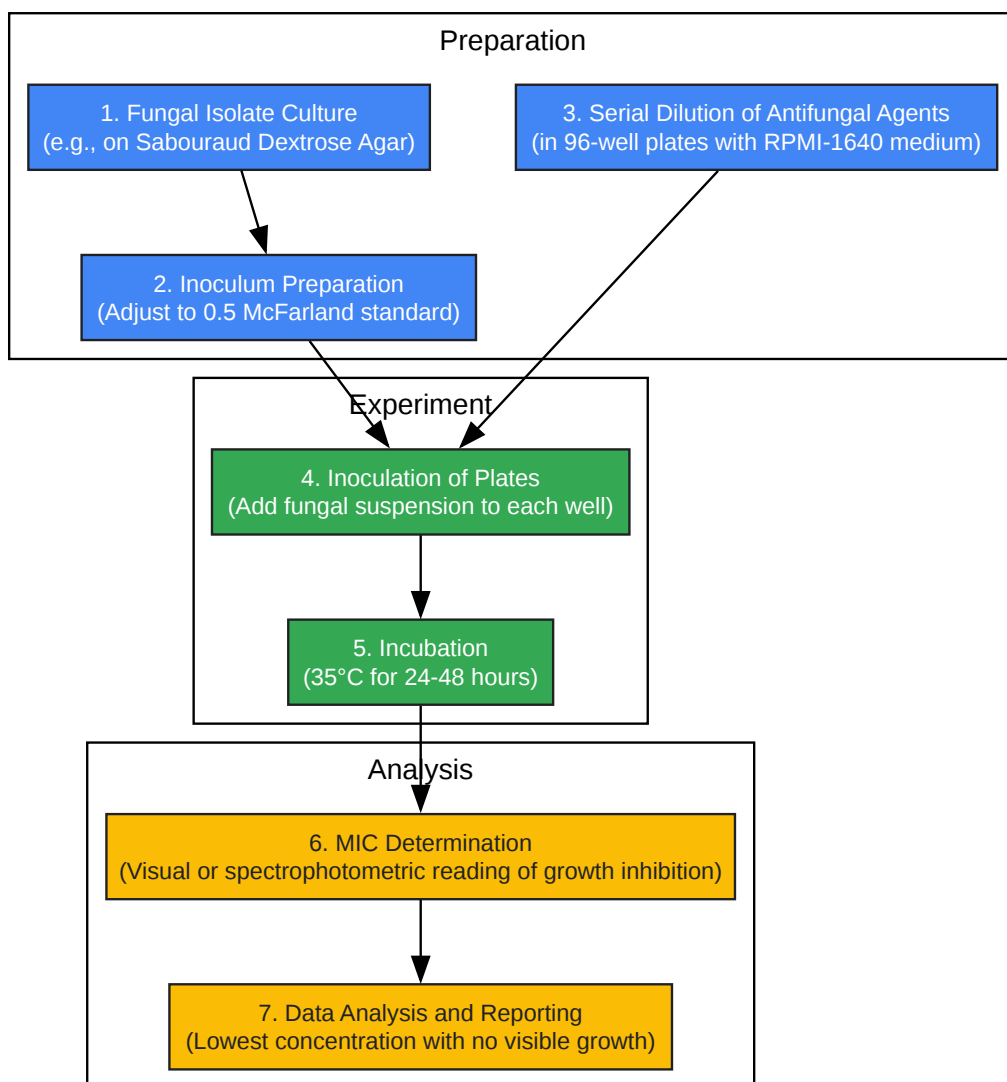 Preparation
1. Fungal Isolate Culture
(e.g., on Sabouraud Dextrose Agar)
3. Serial Dilution of Antifungal Agents
(in 96-well plates with RPMI-1640 medium)
2. Inoculum Preparation
(Adjust to 0.5 McFarland standard)
Experiment
4. Inoculation of Plates
(Add fungal suspension to each well)
5. Incubation
(35°C for 24-48 hours)
Analysis
6. MIC Determination
(Visual or spectrophotometric reading of growth inhibition)
7. Data Analysis and Reporting
(Lowest concentration with no visible growth)